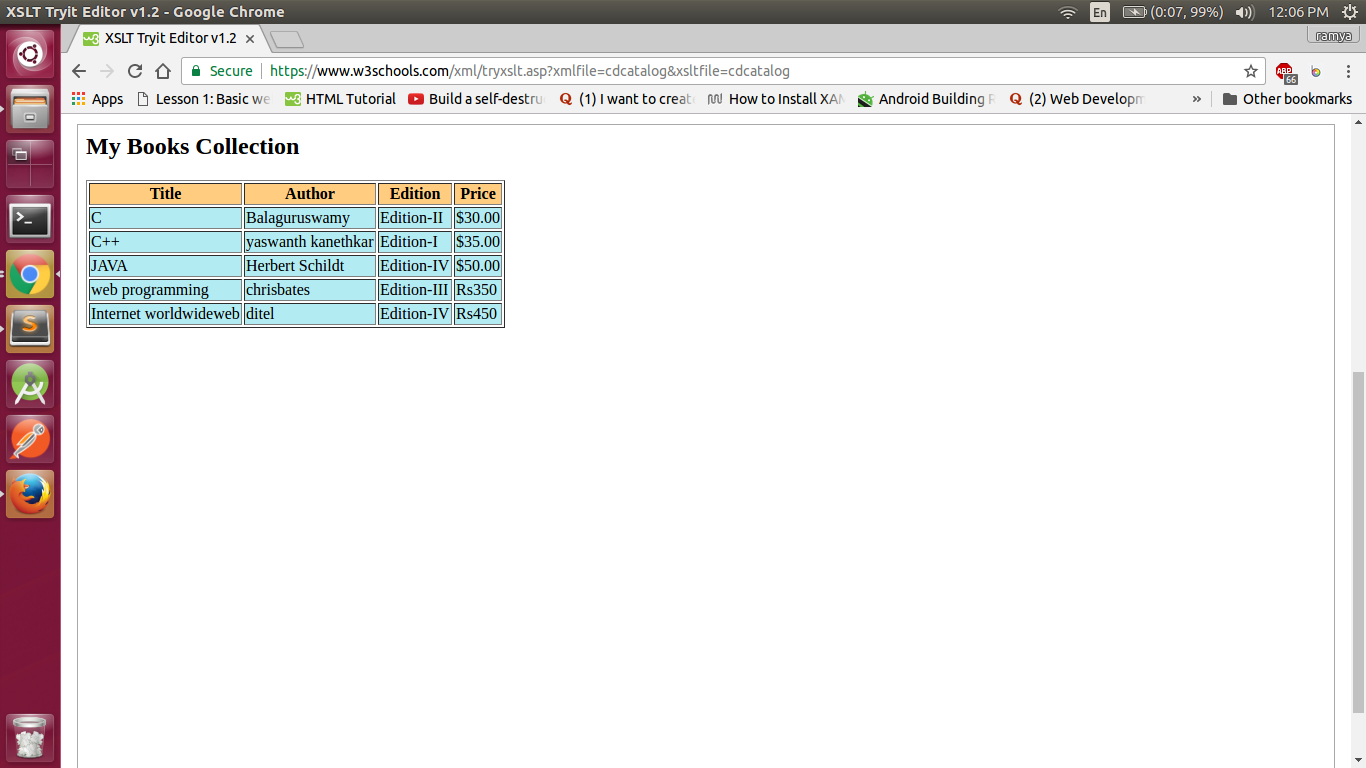 XSLT Tryit Editor v1.2 - Google Chrome En (0:07, 99%) 12:06 PM
XSLT Tryit Editor v1.2 ramya
Secure https://www.w3schools.com/xml/tryxslt.asp?xmlfile=cdcatalog&xsltfile=cdcatalog ABP 66
Apps Lesson 1: Basic we HTML Tutorial Build a self-destru (1) I want to creat How to Install XAM Android Building (2) Web Developm » Other bookmarks
My Books Collection
Title Author Edition Price
C Balaguruswamy Edition-II $30.00
C++ yaswanth kanethkar Edition-I $35.00
JAVA Herbert Schildt Edition-IV $50.00
web programming chrisbates Edition-III Rs350
Internet worldwideweb ditel Edition-IV Rs450